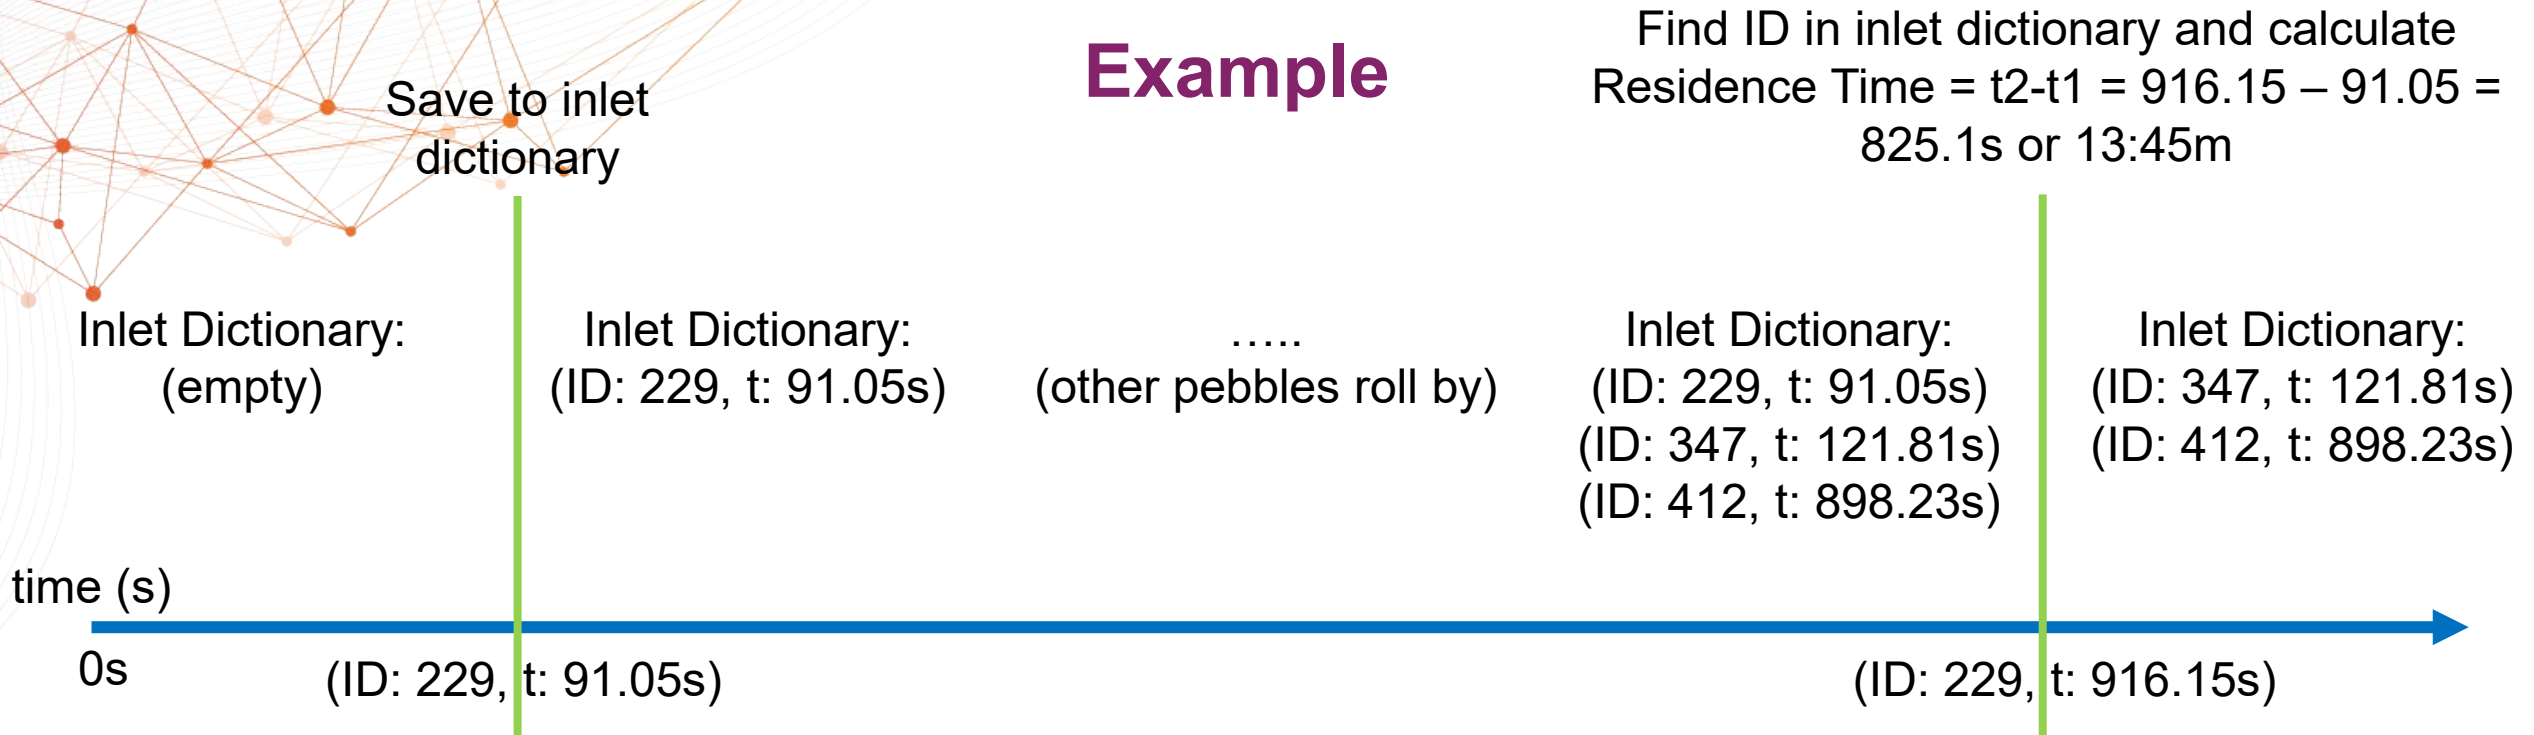 Example
Save to inlet
dictionary
Find ID in inlet dictionary and calculate
Residence Time = t2-t1 = 916.15 – 91.05 =
825.1s or 13:45m
Inlet Dictionary:
(empty)
Inlet Dictionary:
(ID: 229, t: 91.05s)
…..
(other pebbles roll by)
Inlet Dictionary:
(ID: 229, t: 91.05s)
(ID: 347, t: 121.81s)
(ID: 412, t: 898.23s)
Inlet Dictionary:
(ID: 347, t: 121.81s)
(ID: 412, t: 898.23s)
time (s)
0s
(ID: 229, t: 91.05s)
(ID: 229, t: 916.15s)